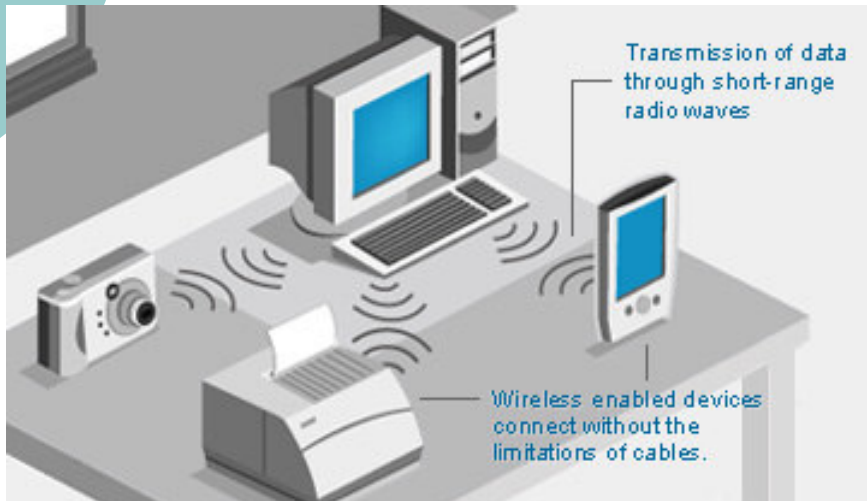 Transmission of data
through short-range
radio waves
Wireless enabled devices
connect without the
limitations of cables.